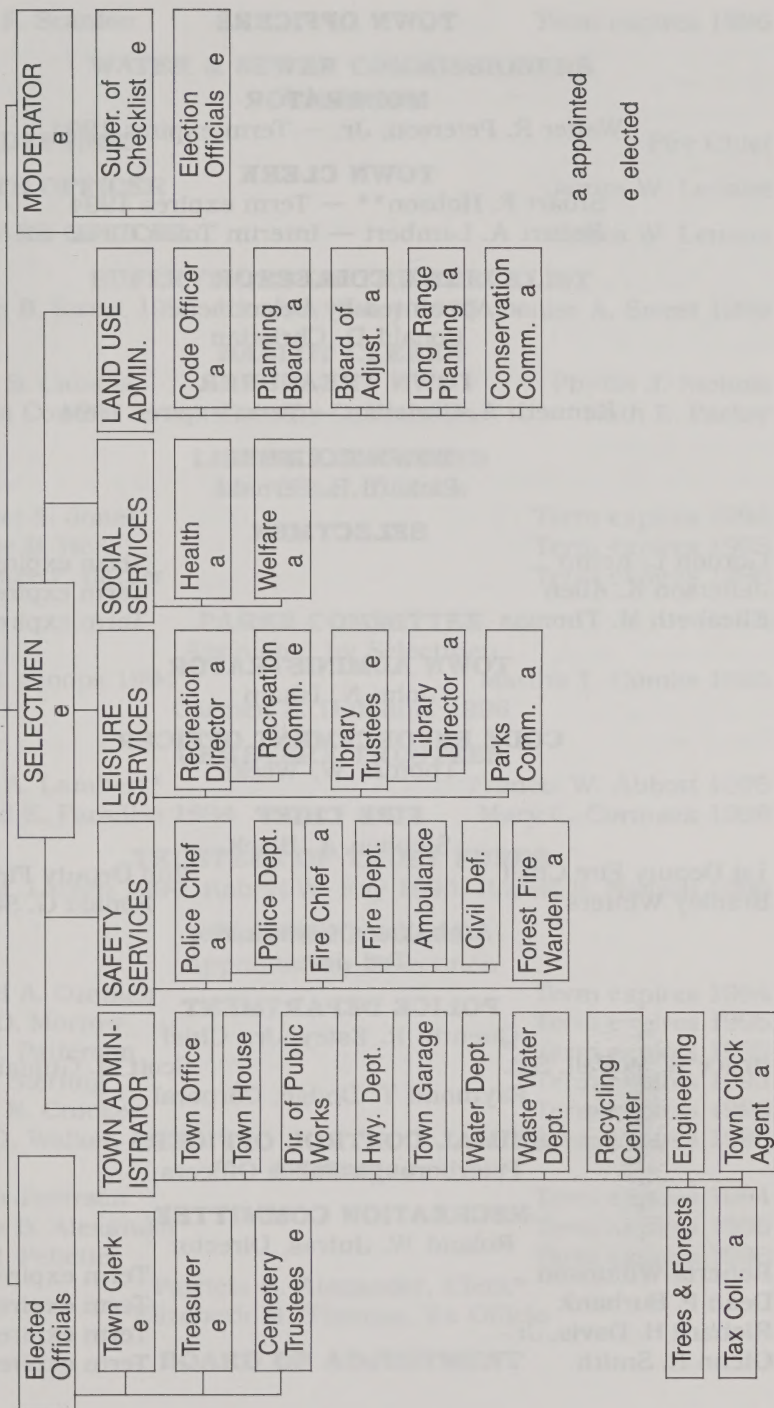 Elected
Officials
Town Clerk
e
Treasurer e
Cemetery
Trustees e
SELECTMEN
e
TOWN ADMIN-
ISTRATOR
Town Office
Town House
Dir. of Public
Works
Hwy. Dept.
Town Garage
Water Dept.
Waste Water
Dept.
Recycling
Center
Trees & Forests
Engineering
Tax Coll. a
Town Clock
Agent a
SAFETY
SERVICES
Police Chief
a
Police Dept.
Fire Chief a
Fire Dept.
Ambulance
Civil Def.
Forest Fire
Warden a
LEISURE
SERVICES
Recreation
Director a
Recreation
Comm. e
Library
Trustees e
Library
Director a
Parks
Com. a
SOCIAL
SERVICES
Health
a
Welfare
a
LAND USE
ADMIN.
Code Officer
a
Planning
Board a
Board of
Adjust. a
Long Range
Planning a
Conservation
Comm. a
MODERATOR
e
Super. of
Checklist e
Election
Officials e
a appointed
e elected